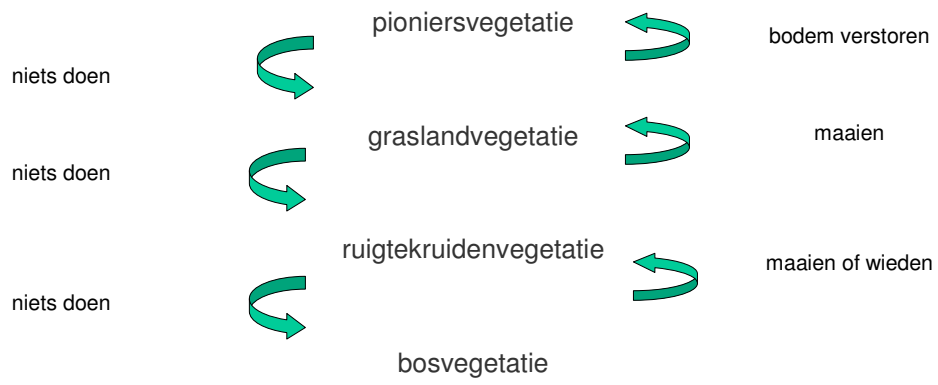 pioniersvegetatie
bodem verstoren
niets doen
graslandvegetatie
maaien
niets doen
ruigtekruidenvegetatie
maaien of wieden
niets doen
bosvegetatie